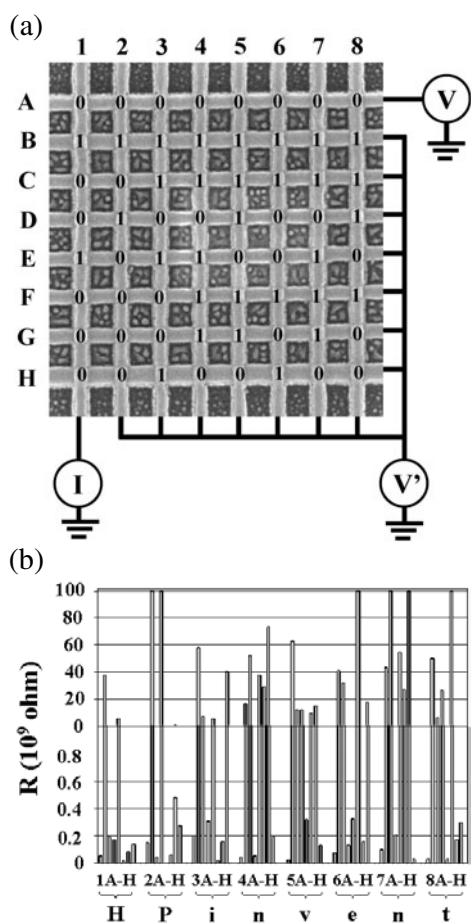 (a)
1 2 3 4 5 6 7 8
A 0 0 0 0 0 0 0 0 V
B 1 1 1 1 1 1 1 1
C 0 0 1 1 1 1 1 1
D 0 1 0 0 1 0 0 1
E 1 0 1 1 0 0 1 0
F 0 0 0 1 1 1 1 1
G 0 0 0 1 1 0 1 0
H 0 0 1 0 0 1 0 0
I V'
(b)
R (10⁹ ohm)
100
80
60
40
20
0
0.8
0.6
0.4
0.2
0
1A-H 2A-H 3A-H 4A-H 5A-H 6A-H 7A-H 8A-H
H P i n v e n t